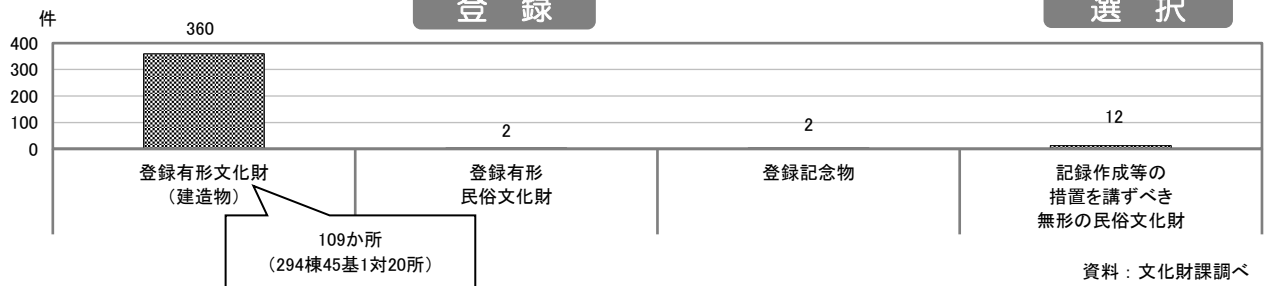 登 録
選 択
件
360
400
300
200
100
0
2
2
12
登録有形文化財
(建造物)
登録有形
民俗文化財
登録記念物
記録作成等の
措置を講ずべき
無形の民俗文化財
109か所
(294棟45基1対20所)
資料：文化財課調べ